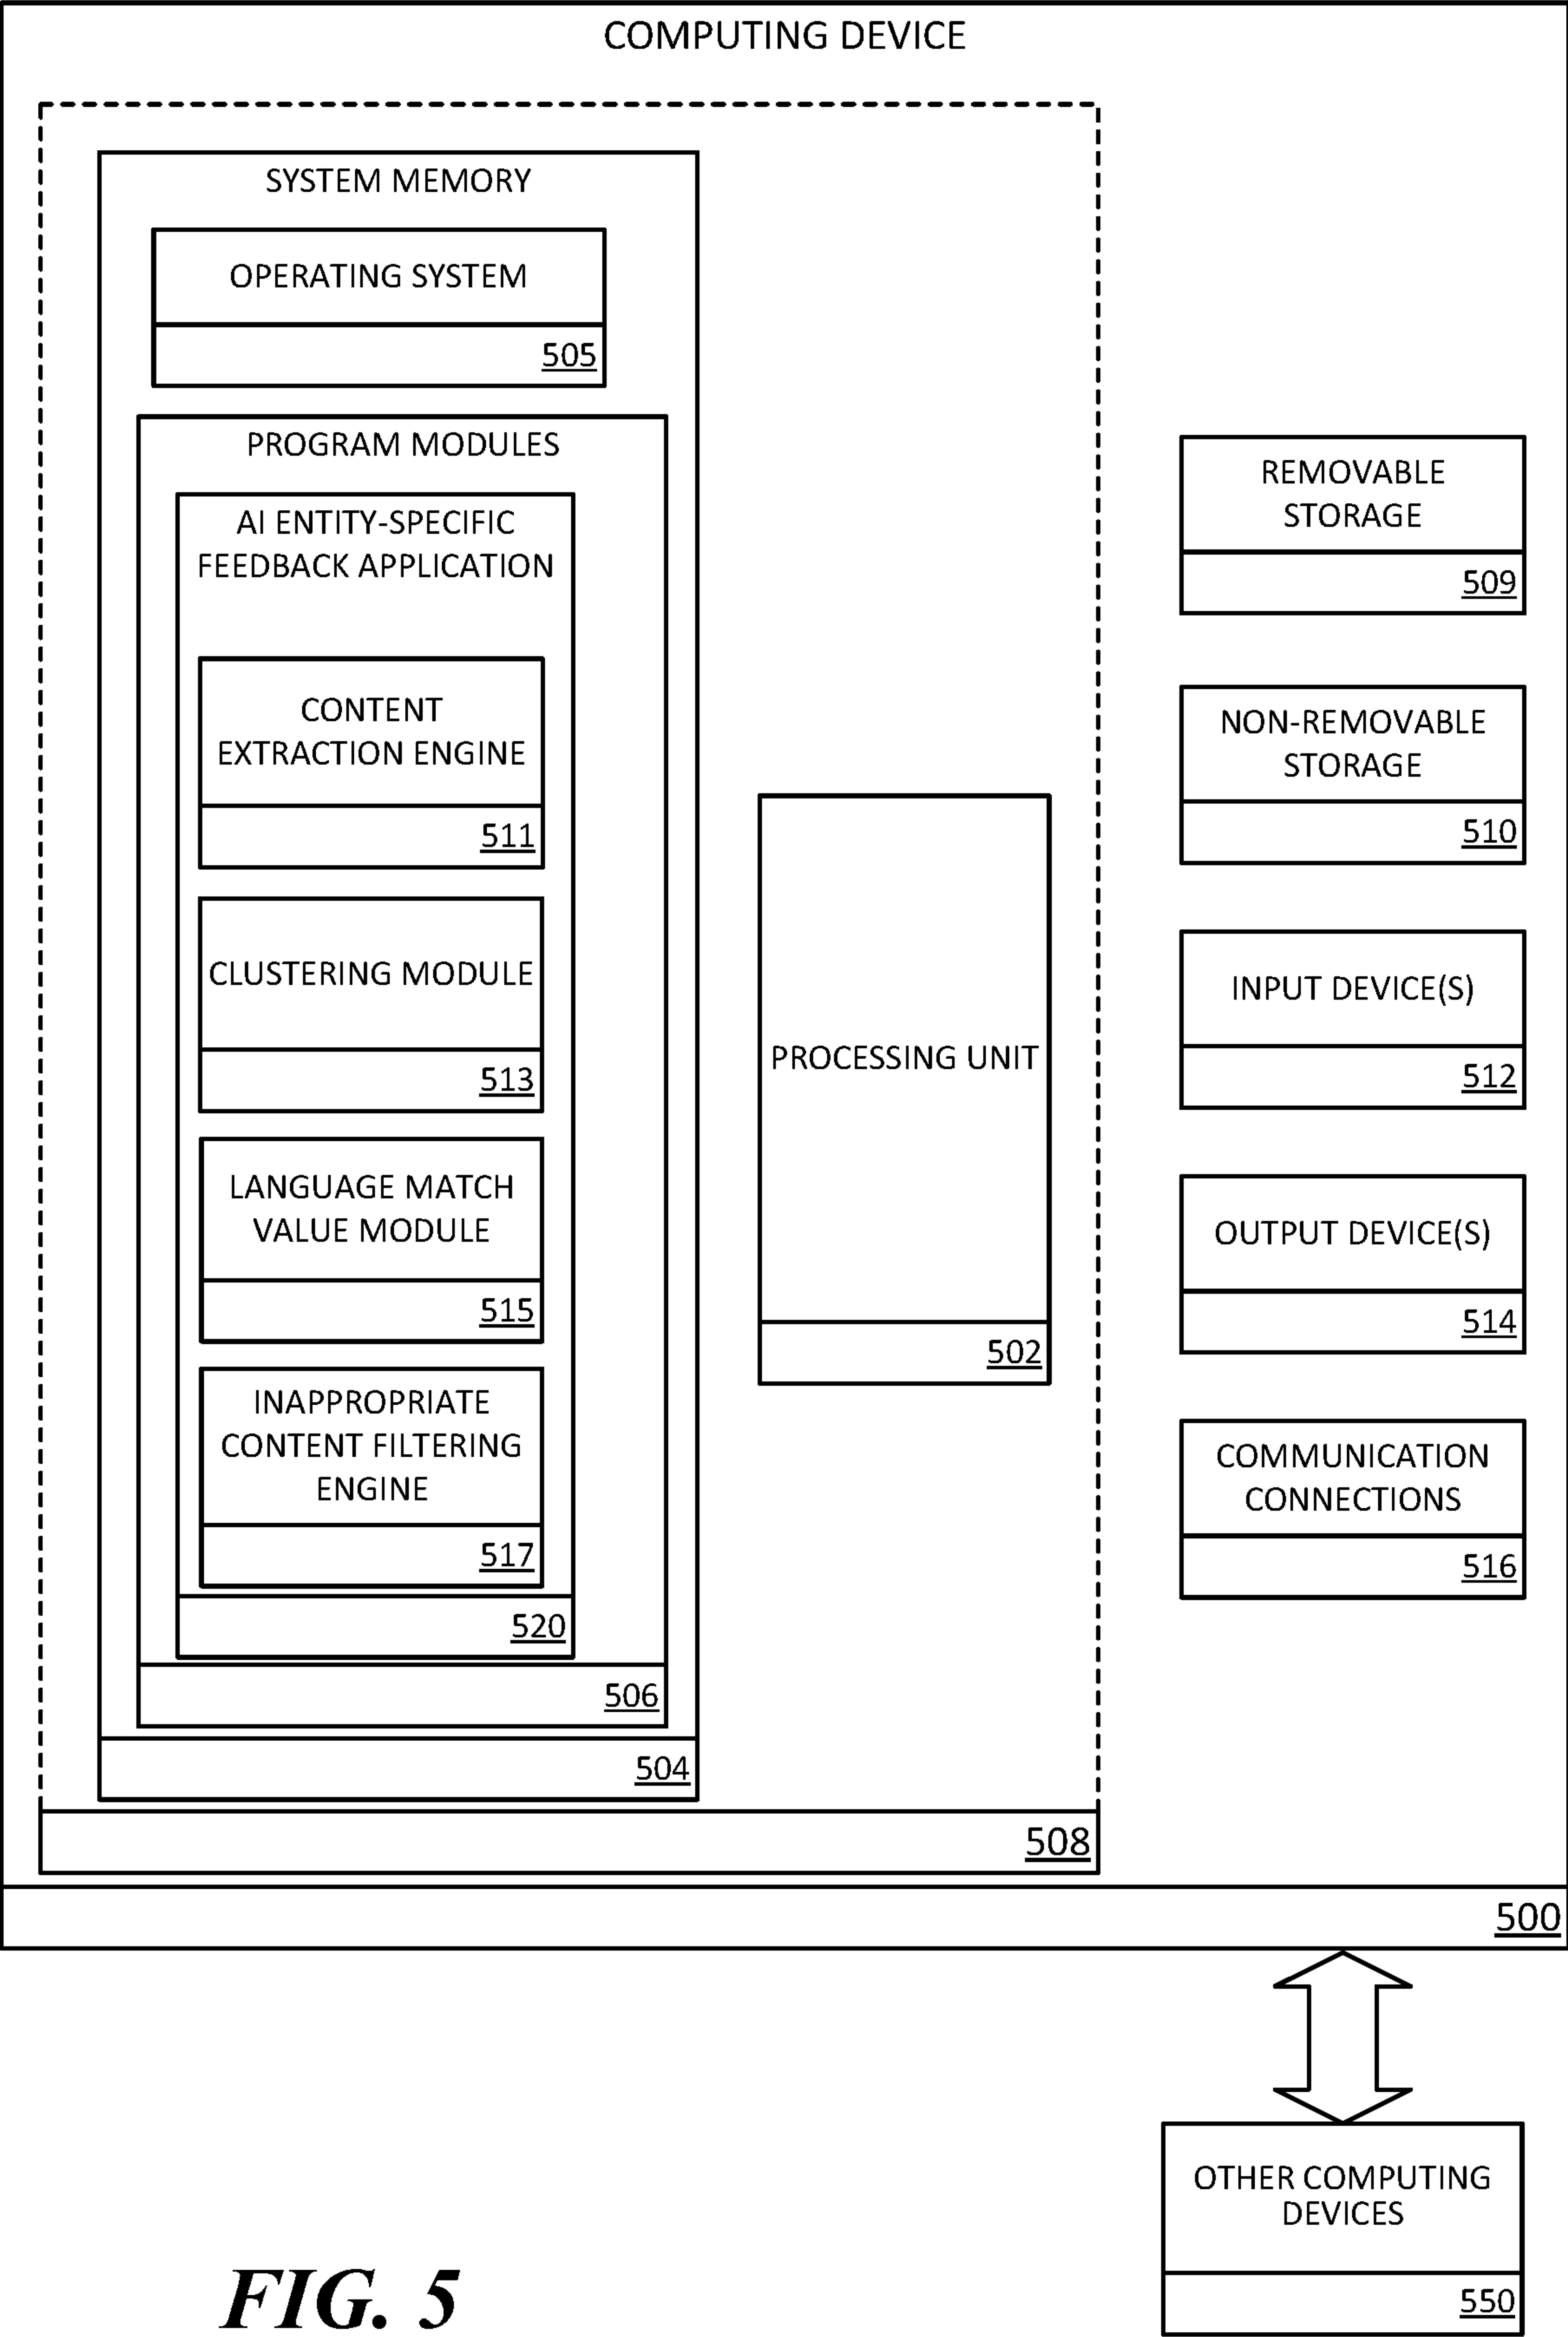 COMPUTING DEVICE
SYSTEM MEMORY
OPERATING SYSTEM
505
PROGRAM MODULES
AI ENTITY-SPECIFIC
FEEDBACK APPLICATION
CONTENT
EXTRACTION ENGINE
511
CLUSTERING MODULE
513
LANGUAGE MATCH
VALUE MODULE
515
INAPPROPRIATE
CONTENT FILTERING
ENGINE
517
520
506
504
PROCESSING UNIT
502
508
REMOVABLE
STORAGE
509
NON-REMOVABLE
STORAGE
510
INPUT DEVICE(S)
512
OUTPUT DEVICE(S)
514
COMMUNICATION
CONNECTIONS
516
500
OTHER COMPUTING
DEVICES
550
FIG. 5